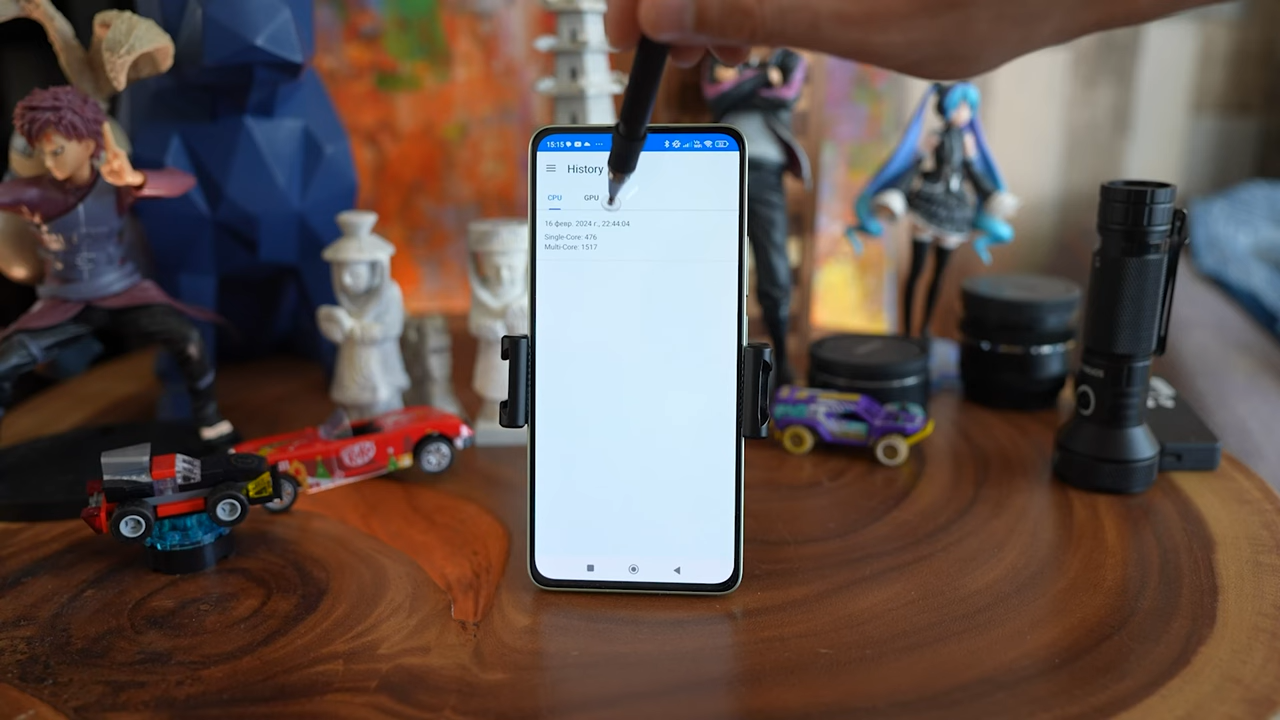 15:15
History
CPU GPU
16 февр. 2024 г., 22:44:04
Single-Core: 476
Multi-Core: 1517